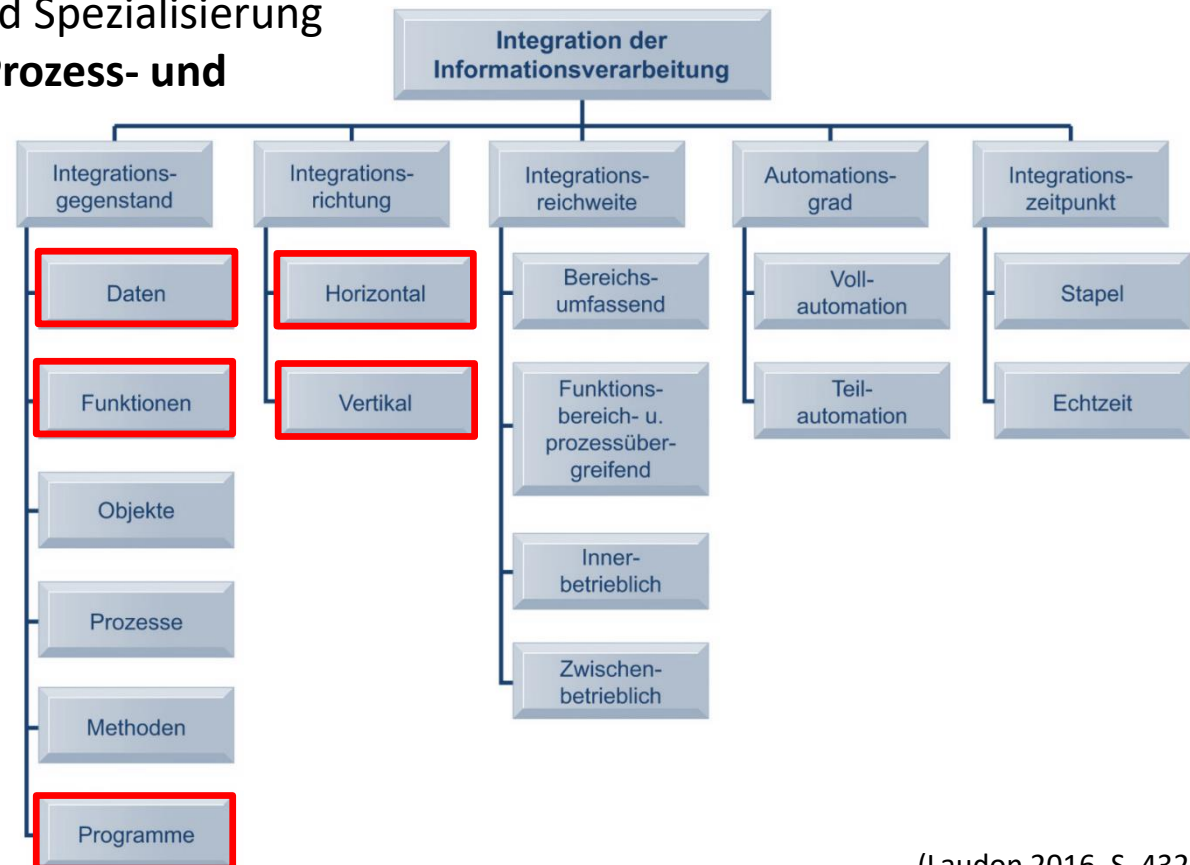 d Spezialisierung
Prozess- und
Integration der
Informationsverarbeitung
Integrations-
gegenstand
Daten
Funktionen
Objekte
Prozesse
Methoden
Programme
Integrations-
richtung
Horizontal
Vertikal
Integrations-
reichweite
Bereichs-
umfassend
Funktions-
bereich- u.
prozessüber-
greifend
Inner-
betrieblich
Zwischen-
betrieblich
Automations-
grad
Voll-
automation
Teil-
automation
Integrations-
zeitpunkt
Stapel
Echtzeit
(Laudon 2016, S. 432